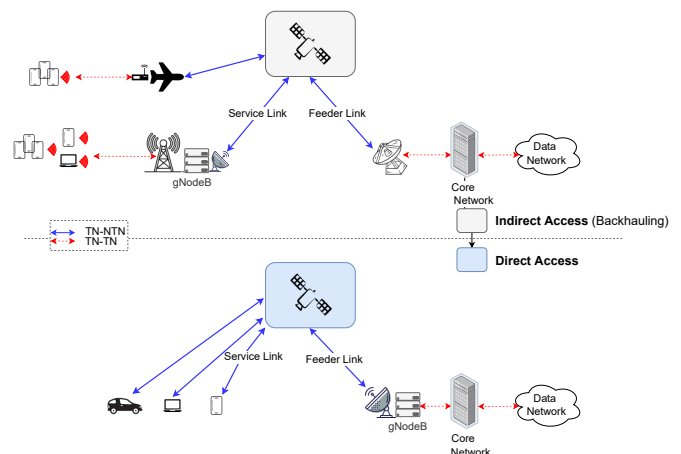 Service Link
Feeder Link
gNodeB
Data
Network
Core
Network
Indirect Access (Backhauling)
TN-NTN
TN-TN
Direct Access
Service Link
Feeder Link
gNodeB
Data
Network
Core
Network